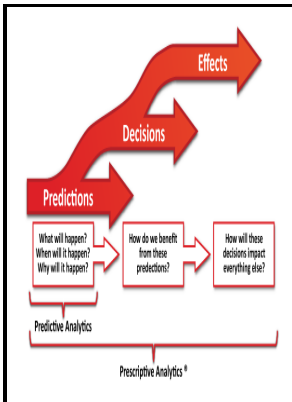 Effects
Decisions
Predictions
What will happen?
When will it happen?
Why will it happen?
How do we benefit
from these
predections?
How will these
decisions impact
everything else?
Predictive Analytics
Prescriptive Analytics ®